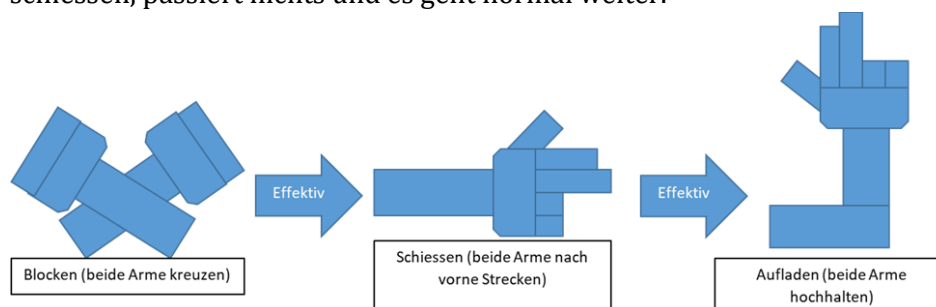 schiessen, passiert nichts und es geht normal weiter.
Effektiv
Effektiv
Blocken (beide Arme kreuzen)
Schiessen (beide Arme nach
vorne Strecken)
Aufladen (beide Arme
hochhalten)